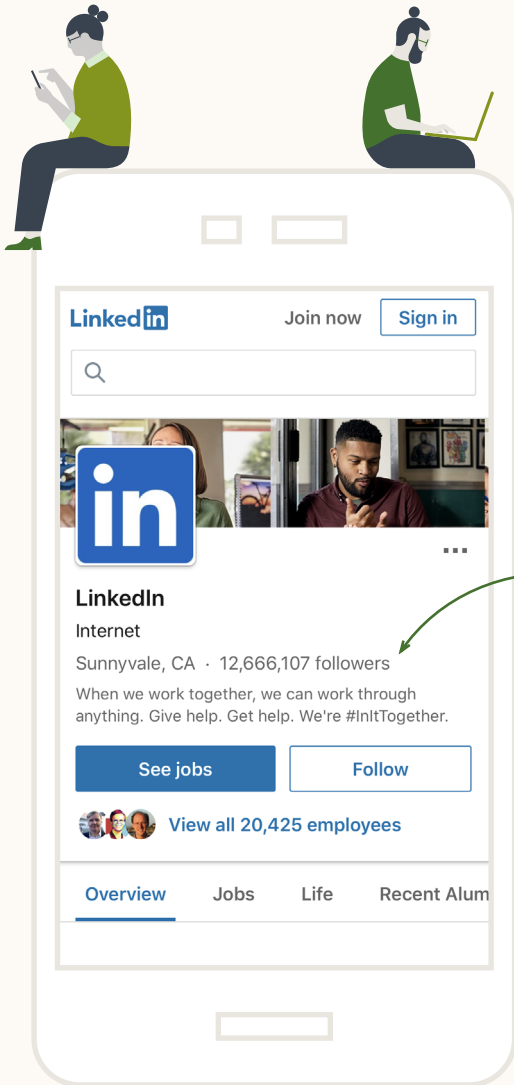 LinkedIn
Join now
Sign in
in
LinkedIn
Internet
Sunnyvale, CA · 12,666,107 followers
When we work together, we can work through
anything. Give help. Get help. We're #InItTogether.
See jobs
Follow
View all 20,425 employees
Overview
Jobs
Life
Recent Alum